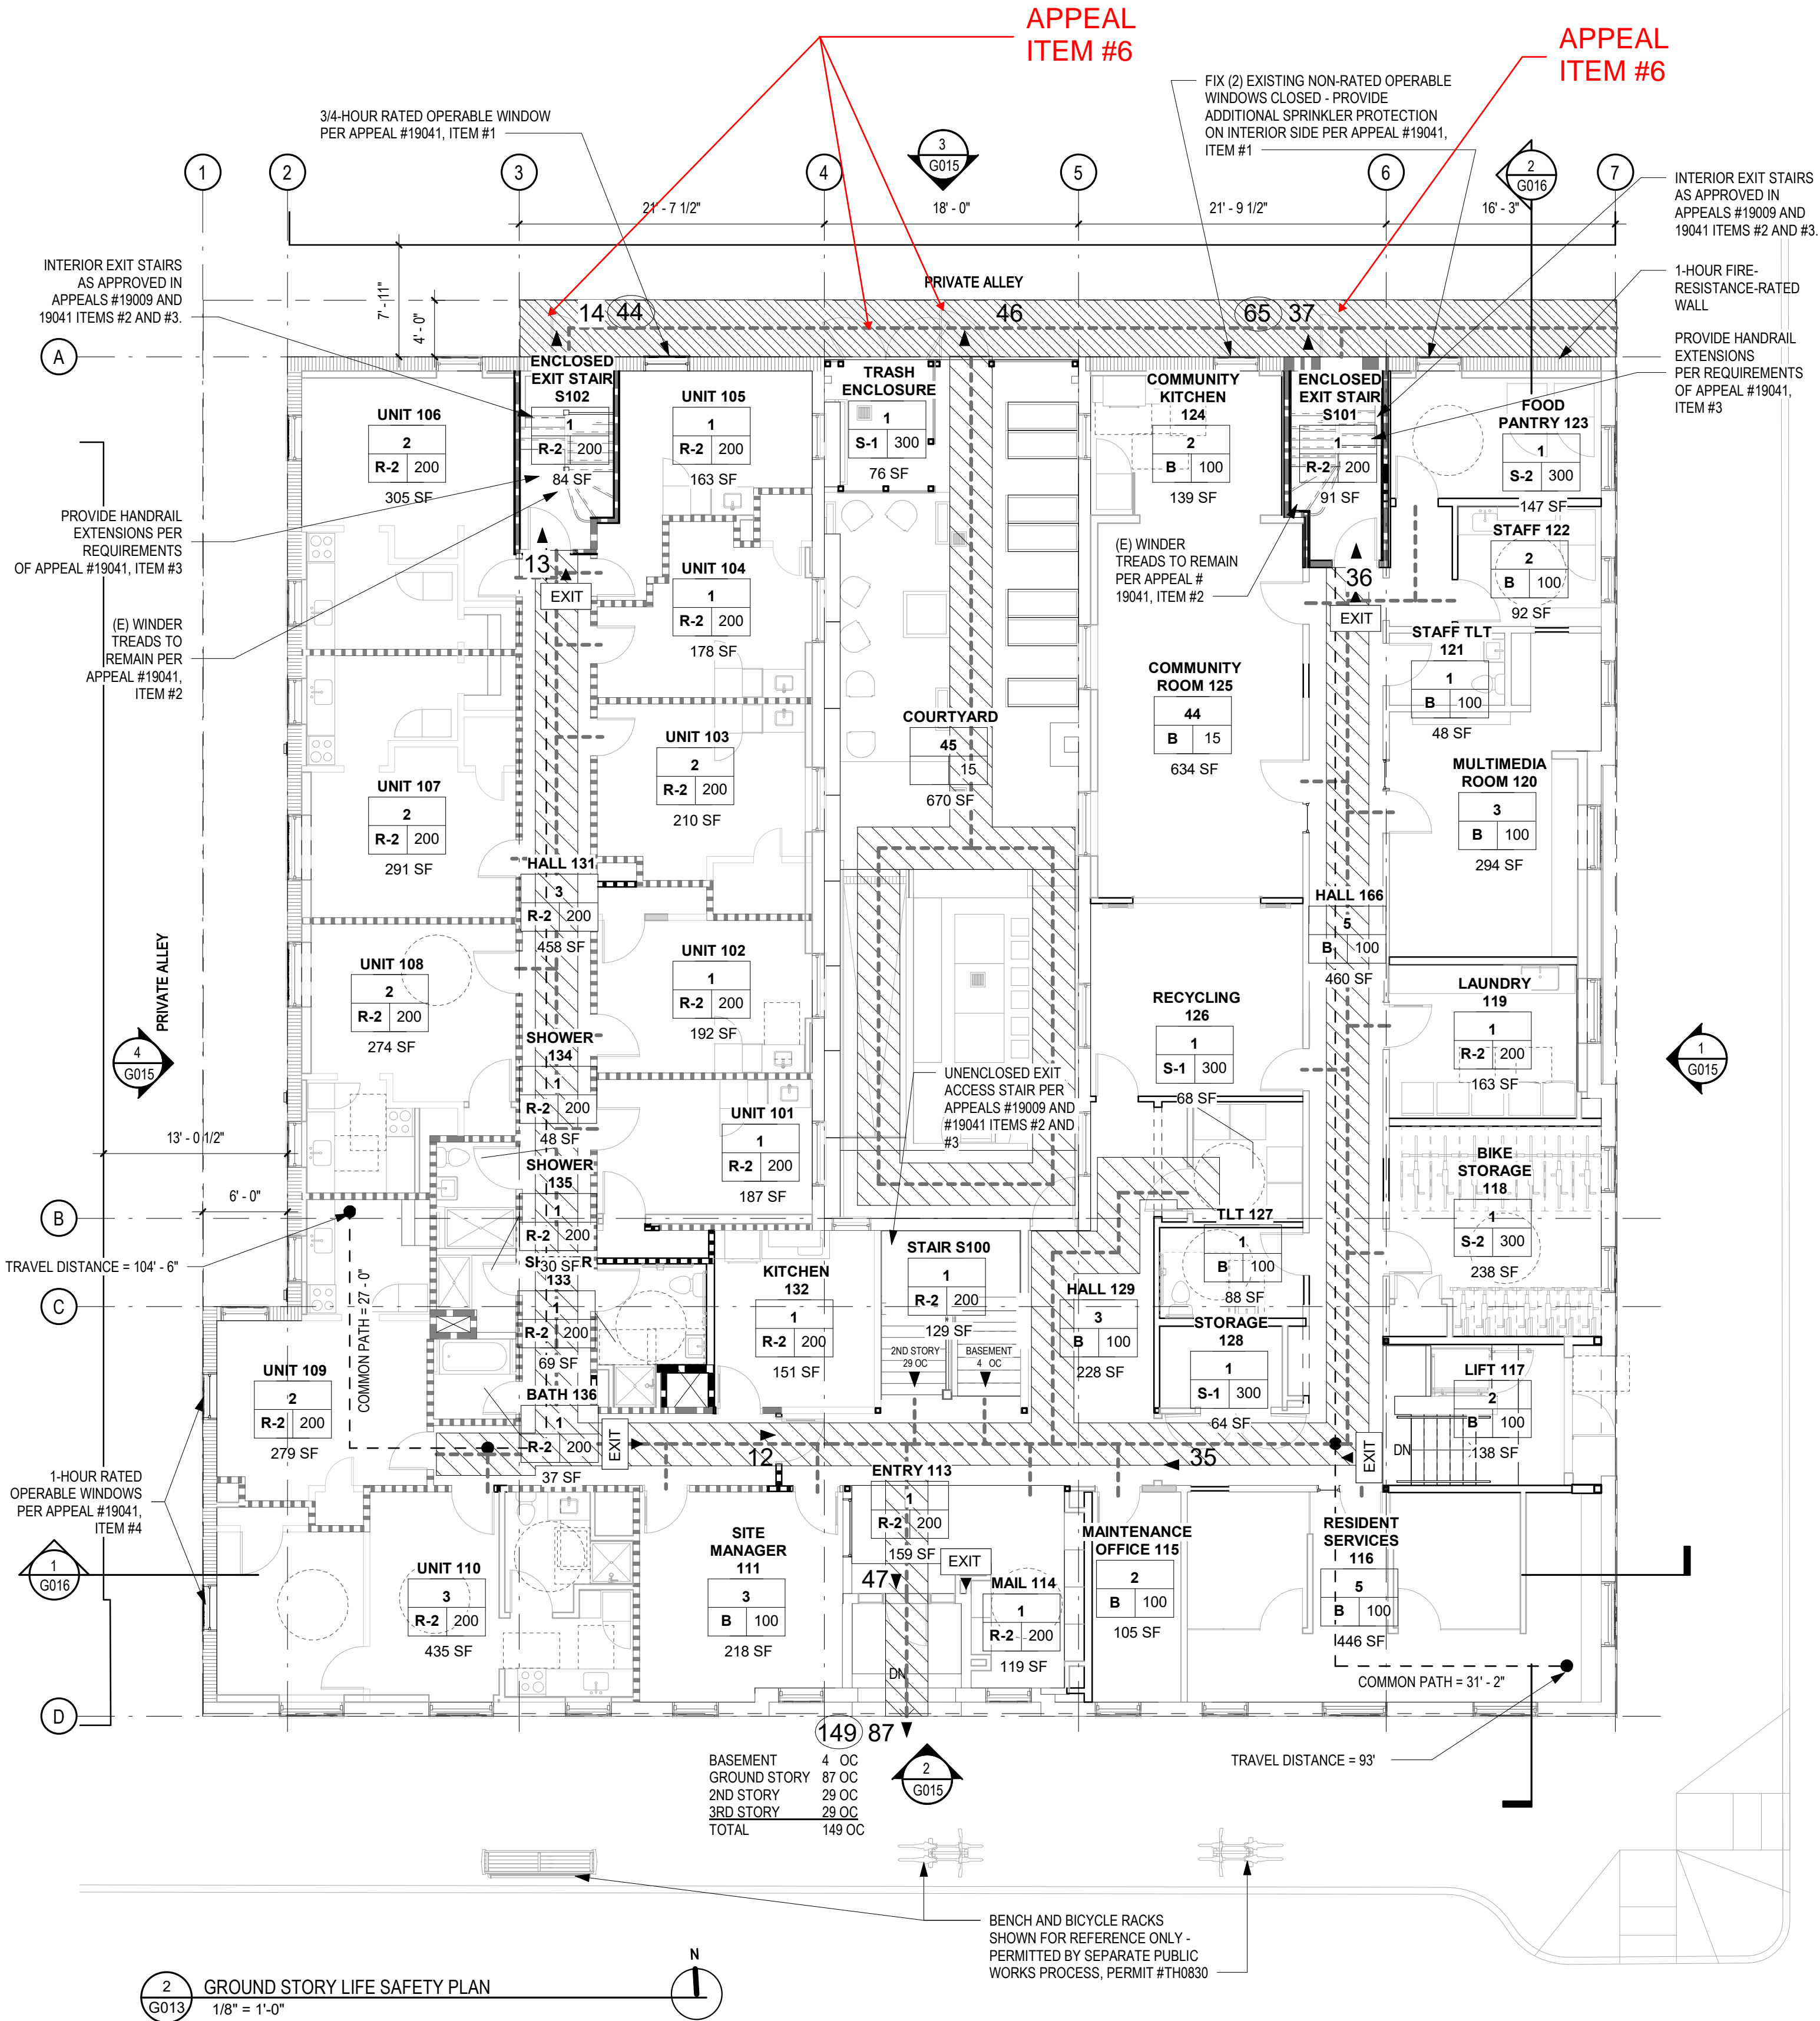 APPEAL
ITEM #6
APPEAL
ITEM #6
3/4-HOUR RATED OPERABLE WINDOW
PER APPEAL #19041, ITEM #1
FIX (2) EXISTING NON-RATED OPERABLE
WINDOWS CLOSED - PROVIDE
ADDITIONAL SPRINKLER PROTECTION
ON INTERIOR SIDE PER APPEAL #19041,
ITEM #1
3
G015
2
G016
1
2
3
4
5
6
7
21' - 7 1/2"
18' - 0"
21' - 9 1/2"
16' - 3"
INTERIOR EXIT STAIRS
AS APPROVED IN
APPEALS #19009 AND
19041 ITEMS #2 AND #3.
1-HOUR FIRE-
RESISTANCE-RATED
WALL
PROVIDE HANDRAIL
EXTENSIONS
PER REQUIREMENTS
OF APPEAL #19041,
ITEM #3
INTERIOR EXIT STAIRS
AS APPROVED IN
APPEALS #19009 AND
19041 ITEMS #2 AND #3.
7' - 11"
4' - 0"
PRIVATE ALLEY
14
44
46
65
37
A
ENCLOSED
EXIT STAIR
S102
1
R-2
200
84 SF
UNIT 106
2
R-2
200
305 SF
UNIT 105
1
R-2
200
163 SF
TRASH
ENCLOSURE
1
S-1
300
76 SF
COMMUNITY
KITCHEN
124
2
B
100
139 SF
ENCLOSED
EXIT STAIR
S101
1
R-2
200
91 SF
FOOD
PANTRY 123
1
S-2
300
147 SF
PROVIDE HANDRAIL
EXTENSIONS PER
REQUIREMENTS
OF APPEAL #19041, ITEM #3
(E) WINDER
TREADS TO
REMAIN PER
APPEAL #19041,
ITEM #2
13
EXIT
UNIT 104
1
R-2
200
178 SF
(E) WINDER
TREADS TO REMAIN
PER APPEAL #
19041, ITEM #2
36
EXIT
STAFF 122
2
B
100
92 SF
STAFF TLT
121
1
B
100
48 SF
COMMUNITY
ROOM 125
44
B
15
634 SF
COURTYARD
45
15
670 SF
UNIT 103
2
R-2
200
210 SF
UNIT 107
2
R-2
200
291 SF
MULTIMEDIA
ROOM 120
3
B
100
294 SF
HALL 131
3
R-2
200
458 SF
HALL 166
5
B
100
460 SF
PRIVATE ALLEY
4
G015
UNIT 108
2
R-2
200
274 SF
UNIT 102
1
R-2
200
192 SF
RECYCLING
126
1
S-1
300
68 SF
LAUNDRY
119
1
R-2
200
163 SF
1
G015
SHOWER
134
1
R-2
200
48 SF
UNENCLOSED EXIT
ACCESS STAIR PER
APPEALS #19009 AND
#19041 ITEMS #2 AND
#3
UNIT 101
1
R-2
200
187 SF
13' - 0 1/2"
6' - 0"
SHOWER
135
1
R-2
200
30 SF
BIKE
STORAGE
118
1
S-2
300
238 SF
B
TRAVEL DISTANCE = 104' - 6"
COMMON PATH = 27' - 0"
C
133
1
R-2
200
69 SF
KITCHEN
132
1
R-2
200
151 SF
STAIR S100
1
R-2
200
129 SF
2ND STORY
29 OC
BASEMENT
4 OC
HALL 129
3
B
100
228 SF
TLT 127
1
B
100
88 SF
STORAGE
128
1
S-1
300
64 SF
LIFT 117
2
B
100
138 SF
DN
UNIT 109
2
R-2
200
279 SF
BATH 136
1
R-2
200
37 SF
EXIT
12
35
EXIT
1-HOUR RATED
OPERABLE WINDOWS
PER APPEAL #19041,
ITEM #4
1
G016
ENTRY 113
1
R-2
200
159 SF
EXIT
47
DN
UNIT 110
3
R-2
200
435 SF
SITE
MANAGER
111
3
B
100
218 SF
MAIL 114
1
R-2
200
119 SF
MAINTENANCE
OFFICE 115
2
B
100
105 SF
RESIDENT
SERVICES
116
5
B
100
446 SF
COMMON PATH = 31' - 2"
D
149
87
BASEMENT 4 OC
GROUND STORY 87 OC
2ND STORY 29 OC
3RD STORY 29 OC
TOTAL 149 OC
2
G015
TRAVEL DISTANCE = 93'
BENCH AND BICYCLE RACKS
SHOWN FOR REFERENCE ONLY -
PERMITTED BY SEPARATE PUBLIC
WORKS PROCESS, PERMIT #TH0830
2
G013
GROUND STORY LIFE SAFETY PLAN
1/8" = 1'-0"
N